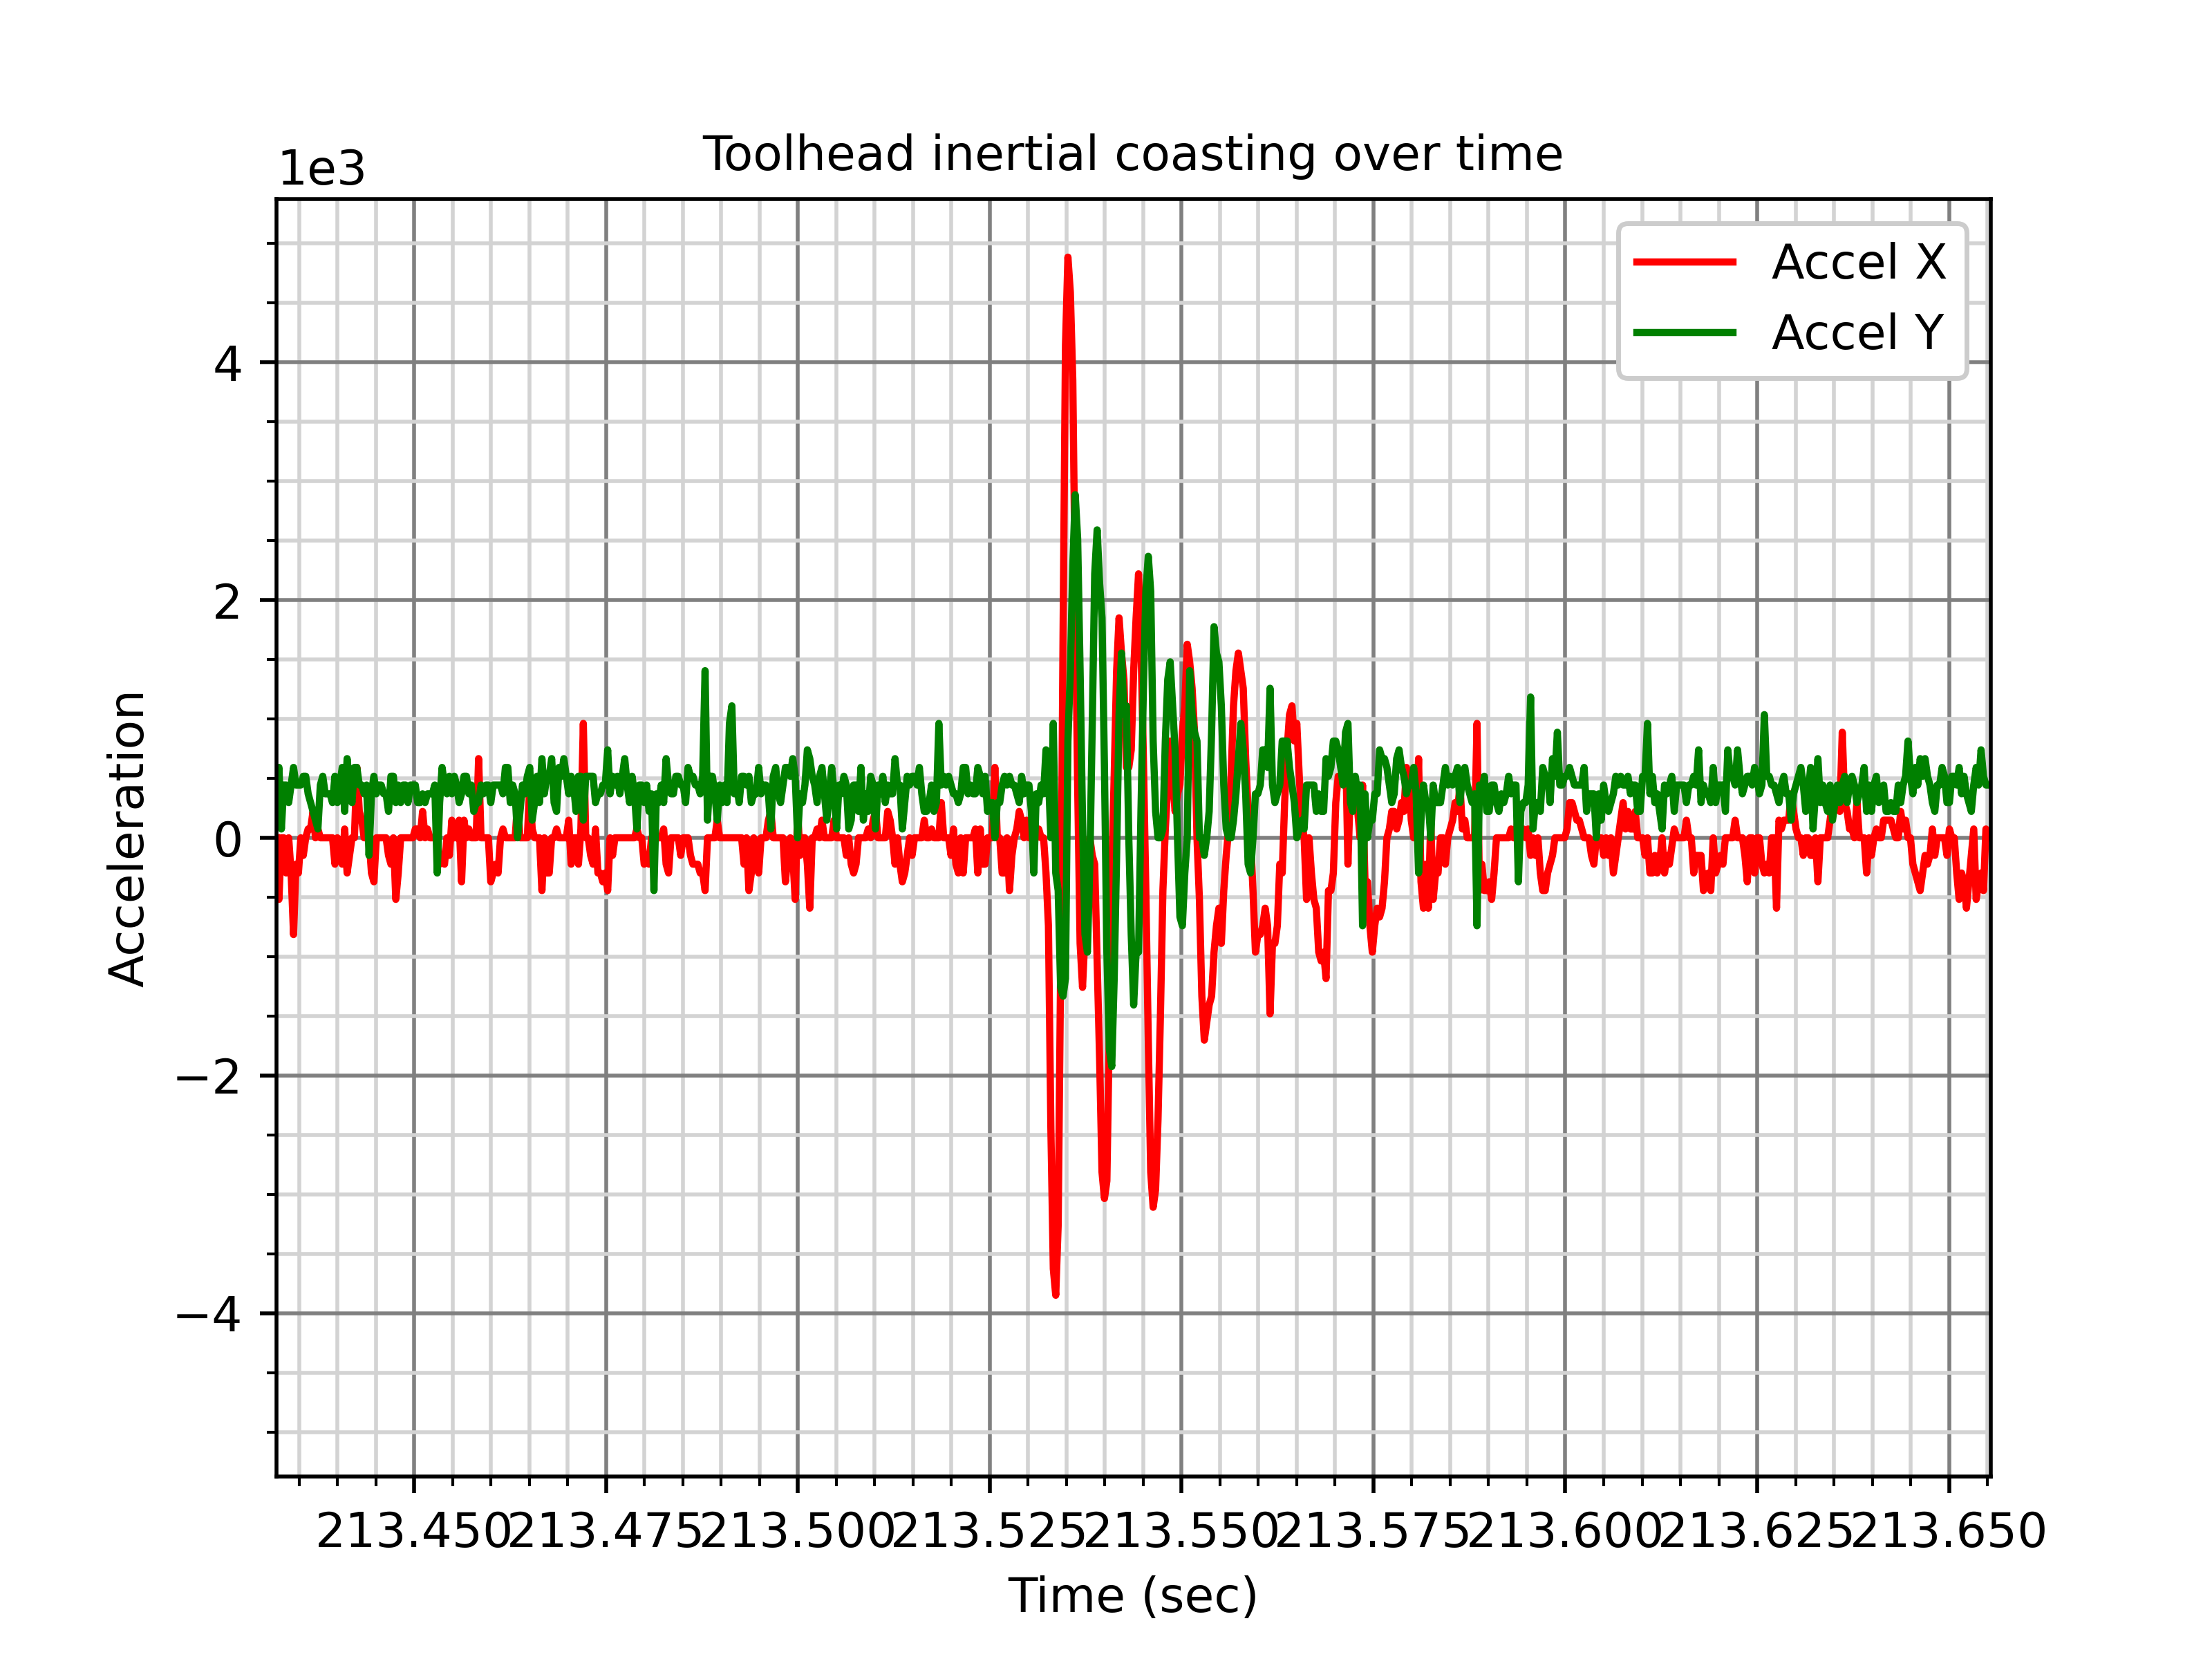 Toolhead inertial coasting over time
1e3
Accel X
Accel Y
4
2
0
−2
−4
Acceleration
213.450 213.475 213.500 213.525 213.550 213.575 213.600 213.625 213.650
Time (sec)